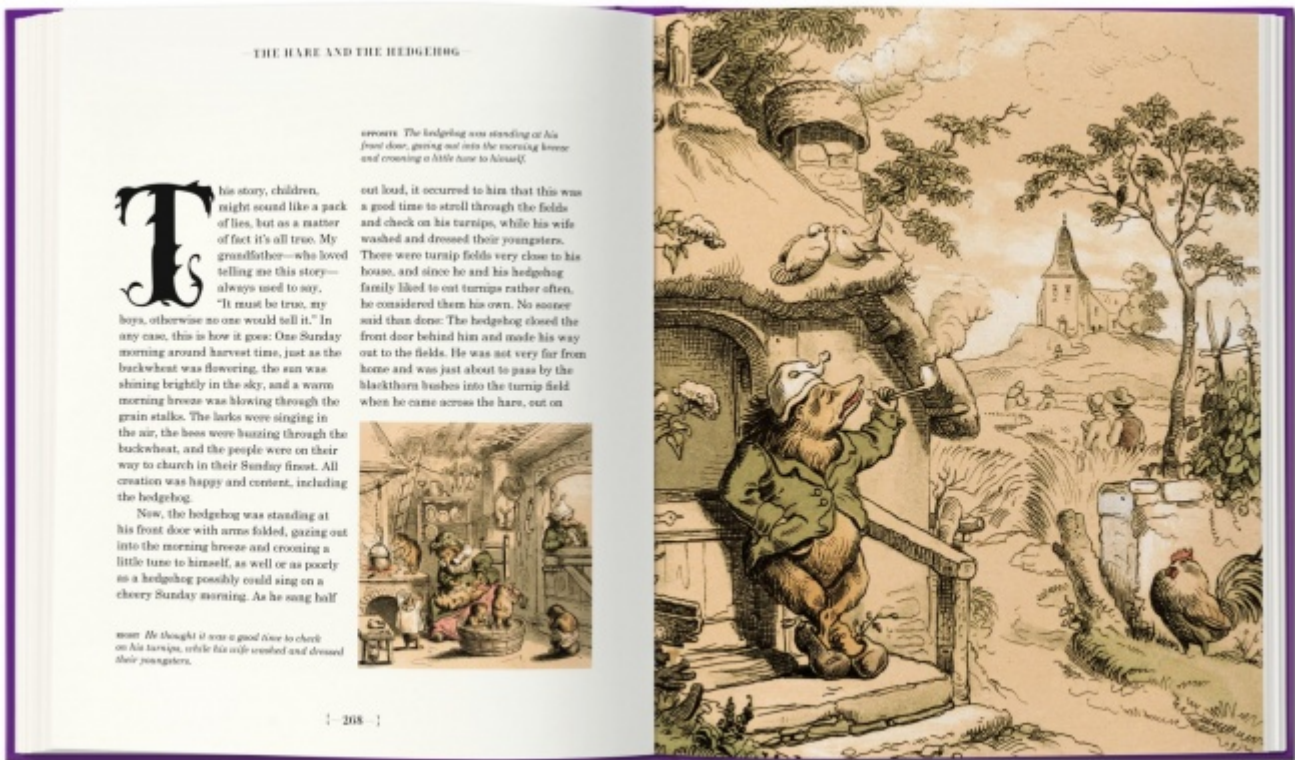 THE HARE AND THE HEDGEHOG
OPPOSITE The hedgehog was standing at his
front door, gazing out into the morning breeze
and crooning a little tune to himself.
This story, children,
might sound like a pack
of lies, but as a matter
of fact it's all true. My
grandfather—who loved
telling me this story—
always used to say,
"It must be true, my
boys, otherwise no one would tell it." In
any case, this is how it goes: One Sunday
morning around harvest time, just as the
buckwheat was flowering, the sun was
shining brightly in the sky, and a warm
morning breeze was blowing through the
grain stalks. The larks were singing in
the air, the bees were buzzing through the
buckwheat, and the people were on their
way to church in their Sunday finest. All
creation was happy and content, including
the hedgehog.
Now, the hedgehog was standing at
his front door with arms folded, gazing out
into the morning breeze and crooning a
little tune to himself, as well or as poorly
as a hedgehog possibly could sing on a
cheery Sunday morning. As he sang half
out loud, it occurred to him that this was
a good time to stroll through the fields
and check on his turnips, while his wife
washed and dressed their youngsters.
There were turnip fields very close to his
house, and since he and his hedgehog
family liked to eat turnips rather often,
he considered them his own. No sooner
said than done: The hedgehog closed the
front door behind him and made his way
out to the fields. He was not very far from
home and was just about to pass by the
blackthorn bushes into the turnip field
when he came across the hare, out on
RIGHT He thought it was a good time to check
on his turnips, while his wife washed and dressed
their youngsters.
268